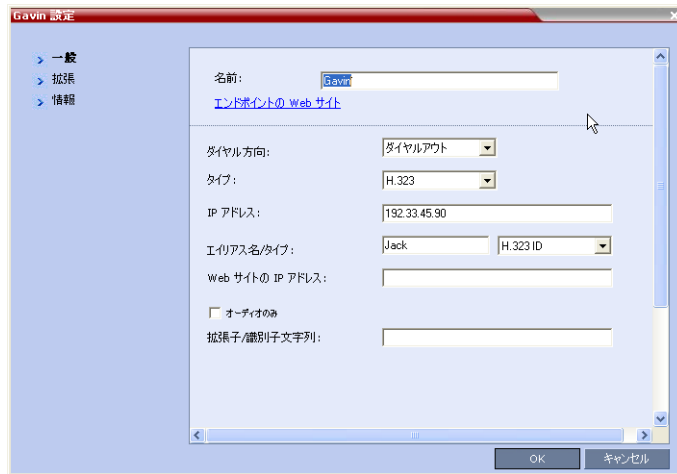 Gavin 設定
一般
拡張
情報
名前: Gavin
エンドポイントの Web サイト
ダイヤル方向: ダイヤルアウト
タイプ: H.323
IP アドレス: 192.33.45.90
エイリアス名/タイプ: Jack H.323 ID
Web サイトの IP アドレス:
オーディオのみ
拡張子/識別子文字列:
OK キャンセル